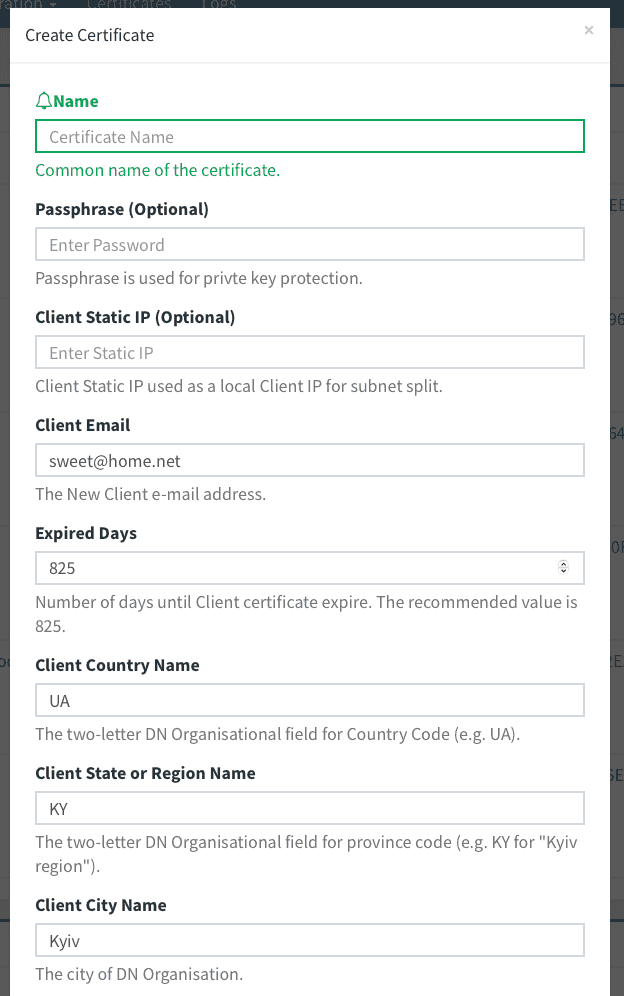 Certificates
Logs
Create Certificate
×
Name
Certificate Name
Common name of the certificate.
Passphrase (Optional)
Enter Password
Passphrase is used for privte key protection.
Client Static IP (Optional)
Enter Static IP
Client Static IP used as a local Client IP for subnet split.
Client Email
sweet@home.net
The New Client e-mail address.
Expired Days
825
Number of days until Client certificate expire. The recommended value is
825.
Client Country Name
UA
The two-letter DN Organisational field for Country Code (e.g. UA).
Client State or Region Name
KY
The two-letter DN Organisational field for province code (e.g. KY for "Kyiv
region").
Client City Name
Kyiv
The city of DN Organisation.